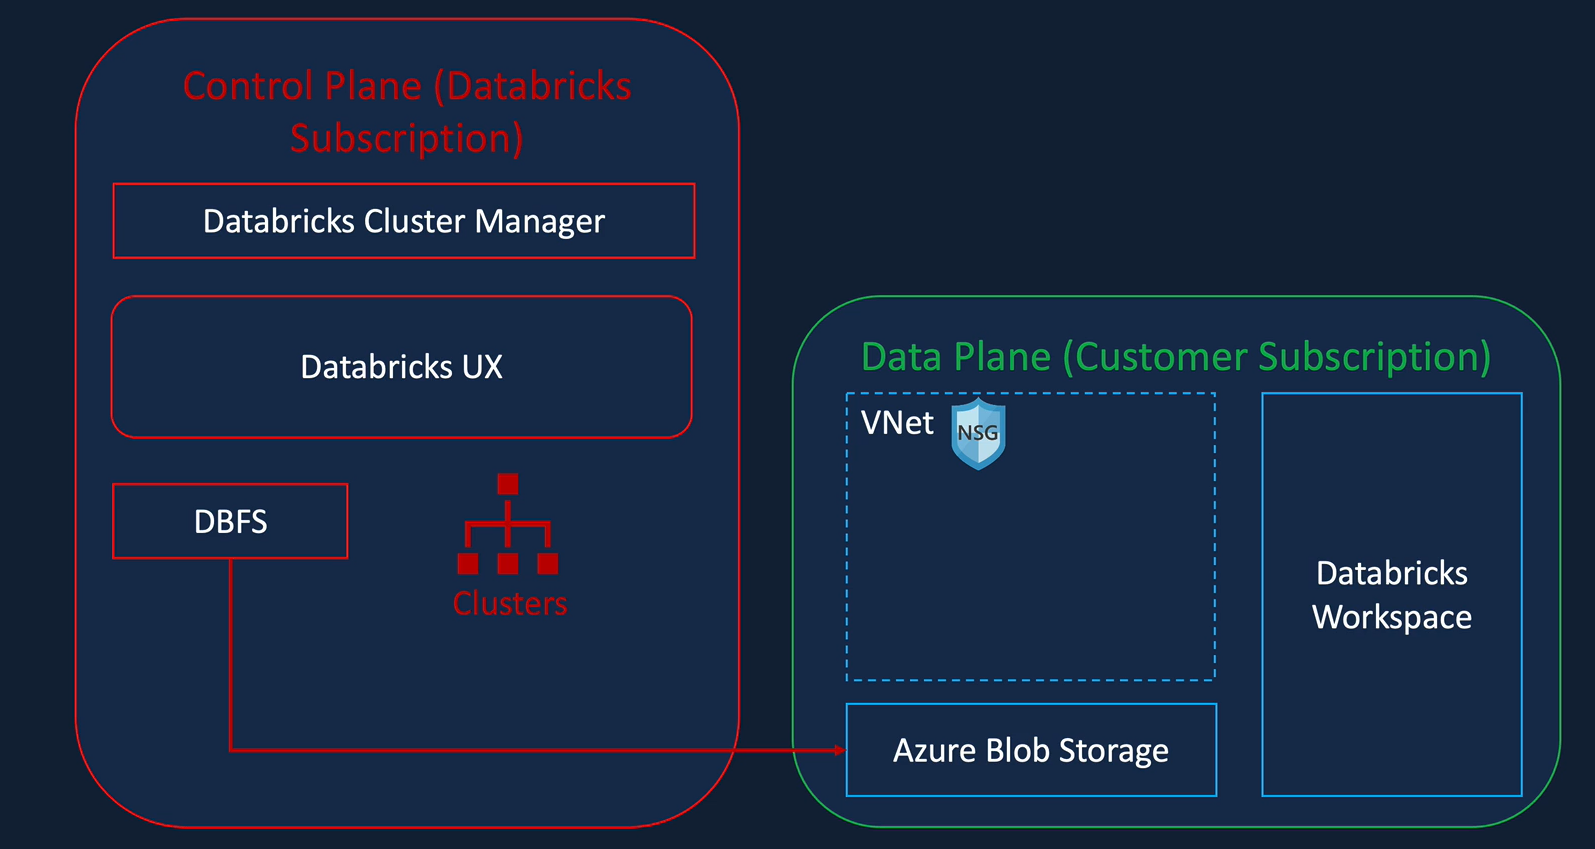 Control Plane (Databricks
Subscription)
Databricks Cluster Manager
Databricks UX
DBFS
Clusters
Data Plane (Customer Subscription)
VNet
NSG
Databricks
Workspace
Azure Blob Storage